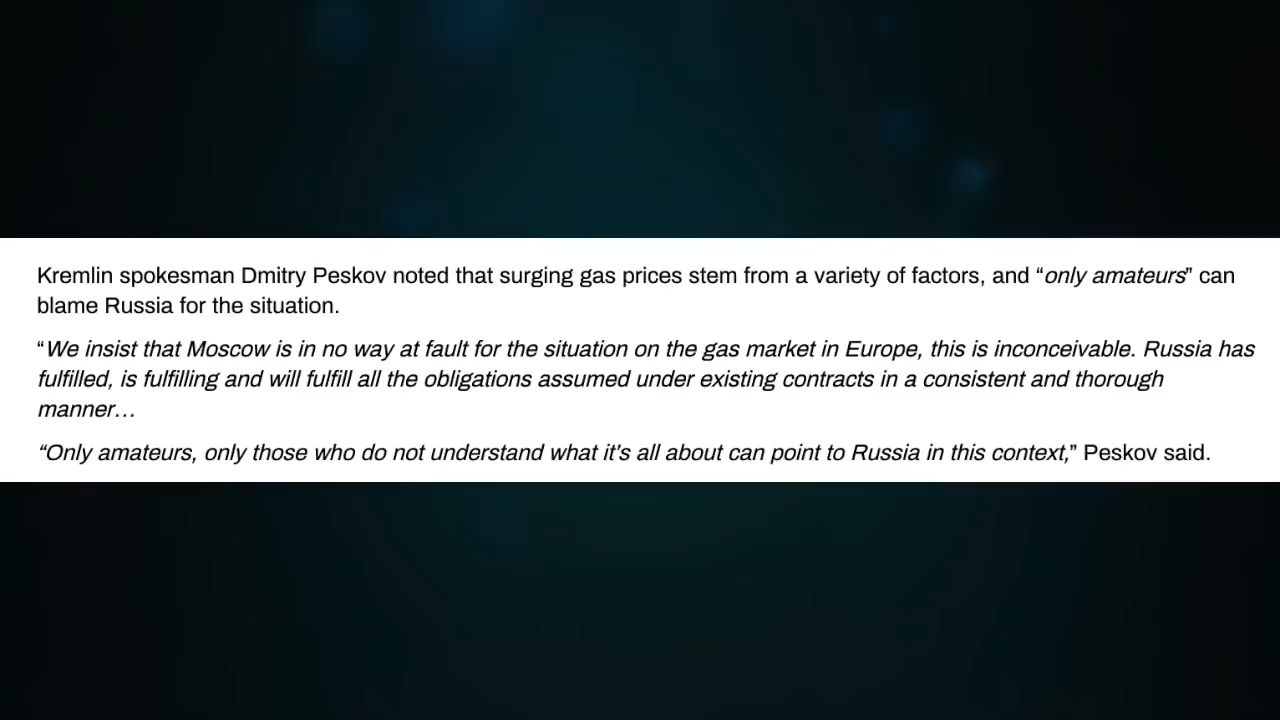 Kremlin spokesman Dmitry Peskov noted that surging gas prices stem from a variety of factors, and “only amateurs” can
blame Russia for the situation.
“We insist that Moscow is in no way at fault for the situation on the gas market in Europe, this is inconceivable. Russia has
fulfilled, is fulfilling and will fulfill all the obligations assumed under existing contracts in a consistent and thorough
manner…
“Only amateurs, only those who do not understand what it’s all about can point to Russia in this context,” Peskov said.